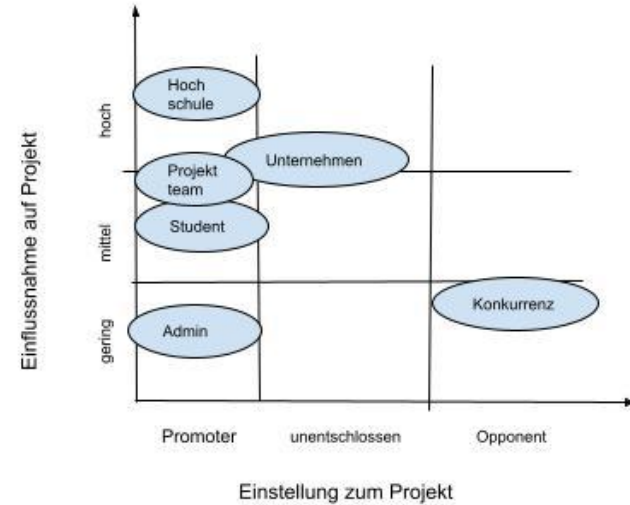 Einflussnahme auf Projekt
hoch
mittel
gering
Hoch
schule
Unternehmen
Projekt
team
Student
Konkurrenz
Admin
Promoter
unentschlossen
Opponent
Einstellung zum Projekt